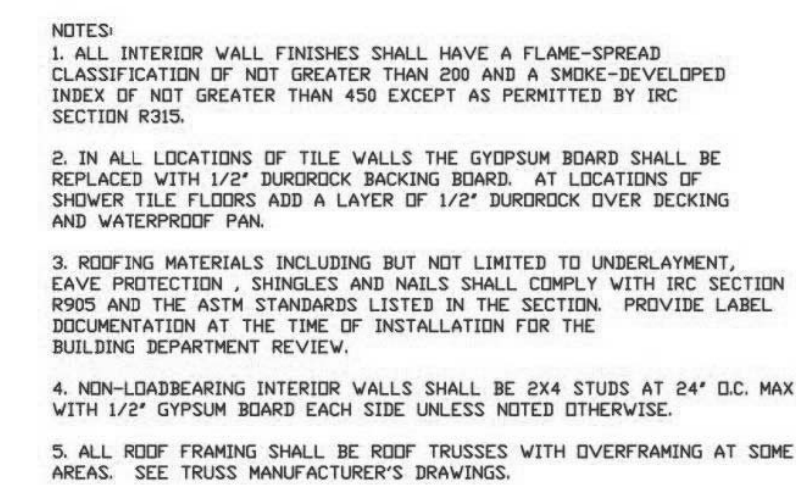 NOTES:
1. ALL INTERIOR WALL FINISHES SHALL HAVE A FLAME-SPREAD
CLASSIFICATION OF NOT GREATER THAN 200 AND A SMOKE-DEVELOPED
INDEX OF NOT GREATER THAN 450 EXCEPT AS PERMITTED BY IRC
SECTION R315.
2. IN ALL LOCATIONS OF TILE WALLS THE GYOPSUM BOARD SHALL BE
REPLACED WITH 1/2" DUROROCK BACKING BOARD. AT LOCATIONS OF
SHOWER TILE FLOORS ADD A LAYER OF 1/2" DUROROCK OVER DECKING
AND WATERPROOF PAN.
3. ROOFING MATERIALS INCLUDING BUT NOT LIMITED TO UNDERLAYMENT,
EAVE PROTECTION , SHINGLES AND NAILS SHALL COMPLY WITH IRC SECTION
R905 AND THE ASTM STANDARDS LISTED IN THE SECTION. PROVIDE LABEL
DOCUMENTATION AT THE TIME OF INSTALLATION FOR THE
BUILDING DEPARTMENT REVIEW.
4. NON-LOADBEARING INTERIOR WALLS SHALL BE 2X4 STUDS AT 24" O.C. MAX
WITH 1/2" GYPSUM BOARD EACH SIDE UNLESS NOTED OTHERWISE.
5. ALL ROOF FRAMING SHALL BE ROOF TRUSSES WITH OVERFRAMING AT SOME
AREAS. SEE TRUSS MANUFACTURER'S DRAWINGS.